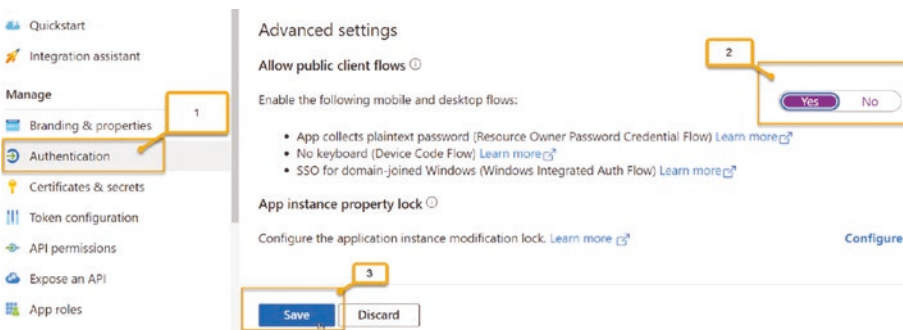 Quickstart
Integration assistant
Manage
Branding & properties
Authentication
Certificates & secrets
Token configuration
API permissions
Expose an API
App roles
1
Advanced settings
2
Allow public client flows
Enable the following mobile and desktop flows:
Yes No
• App collects plaintext password (Resource Owner Password Credential Flow) Learn more
• No keyboard (Device Code Flow) Learn more
• SSO for domain-joined Windows (Windows Integrated Auth Flow) Learn more
App instance property lock
Configure the application instance modification lock. Learn more
Configure
3
Save Discard